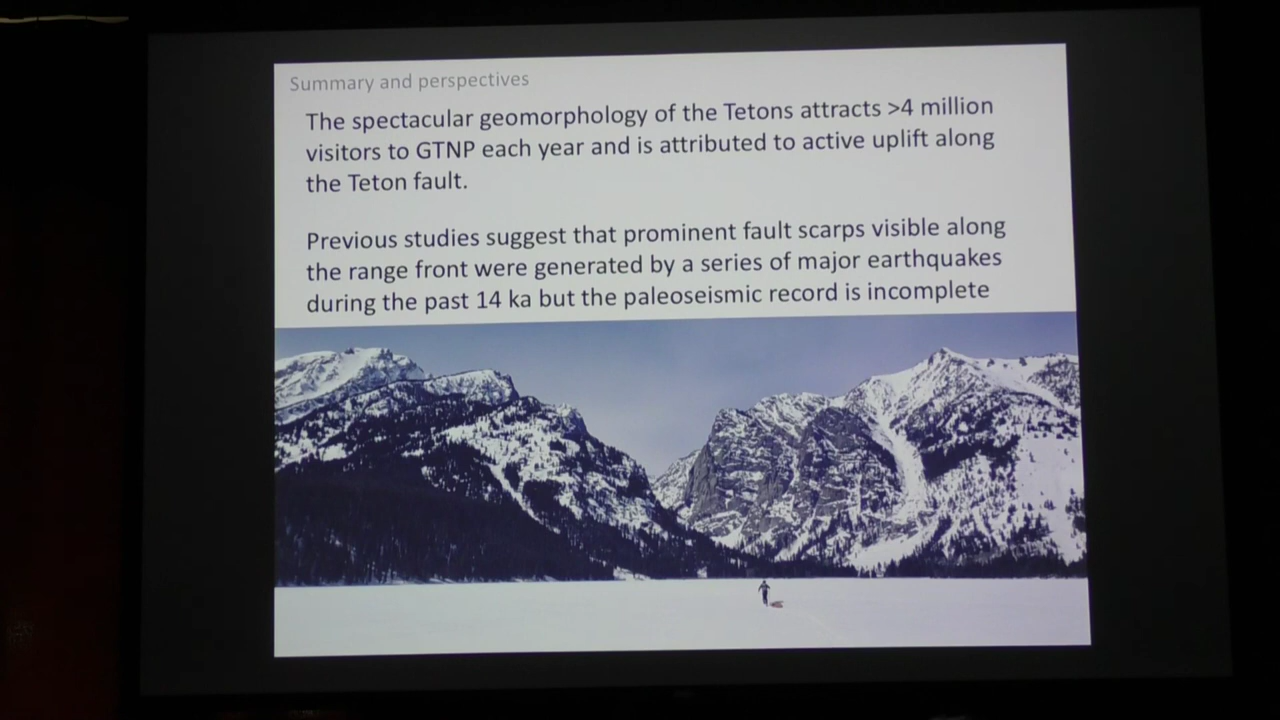 Summary and perspectives
The spectacular geomorphology of the Tetons attracts >4 million
visitors to GTNP each year and is attributed to active uplift along
the Teton fault.
Previous studies suggest that prominent fault scarps visible along
the range front were generated by a series of major earthquakes
during the past 14 ka but the paleoseismic record is incomplete